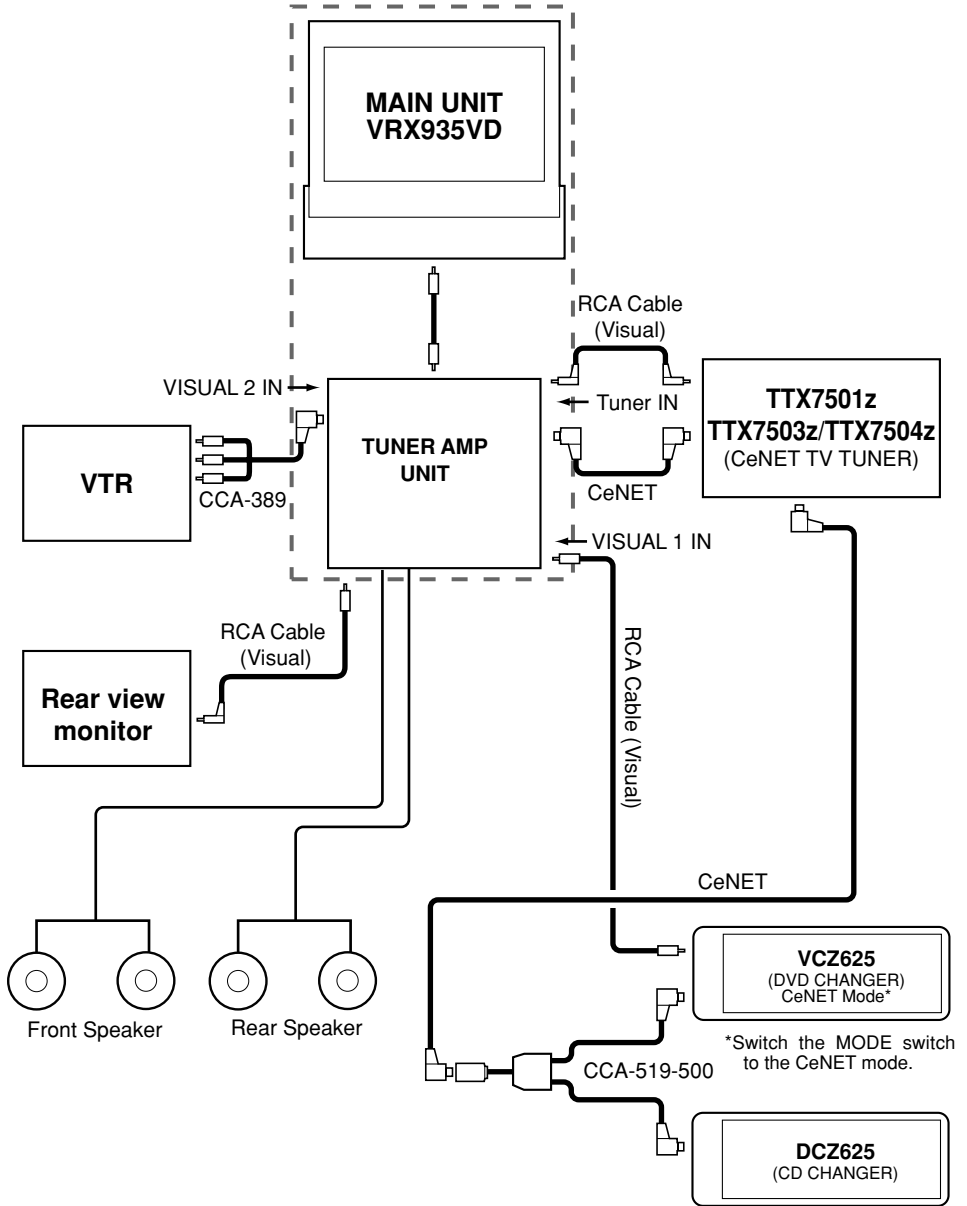 MAIN UNIT
VRX935VD
RCA Cable
(Visual)
VISUAL 2 IN
Tuner IN
TTX7501z
TTX7503z/TTX7504z
(CeNET TV TUNER)
TUNER AMP
UNIT
VTR
CCA-389
CeNET
VISUAL 1 IN
RCA Cable
(Visual)
Rear view
monitor
RCA Cable (Visual)
CeNET
VCZ625
(DVD CHANGER)
CeNET Mode*
Front Speaker
Rear Speaker
*Switch the MODE switch
to the CeNET mode.
CCA-519-500
DCZ625
(CD CHANGER)